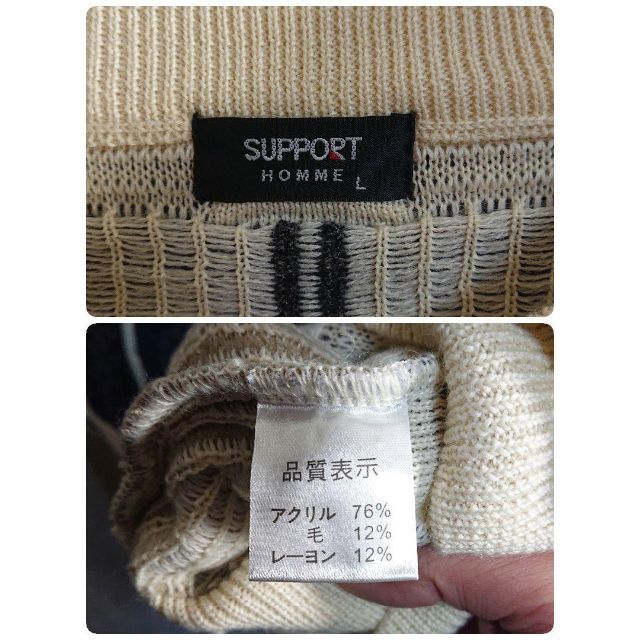 SUPPORT
HOMME L
品質表示
アクリル 76%
毛 12%
レーヨン 12%